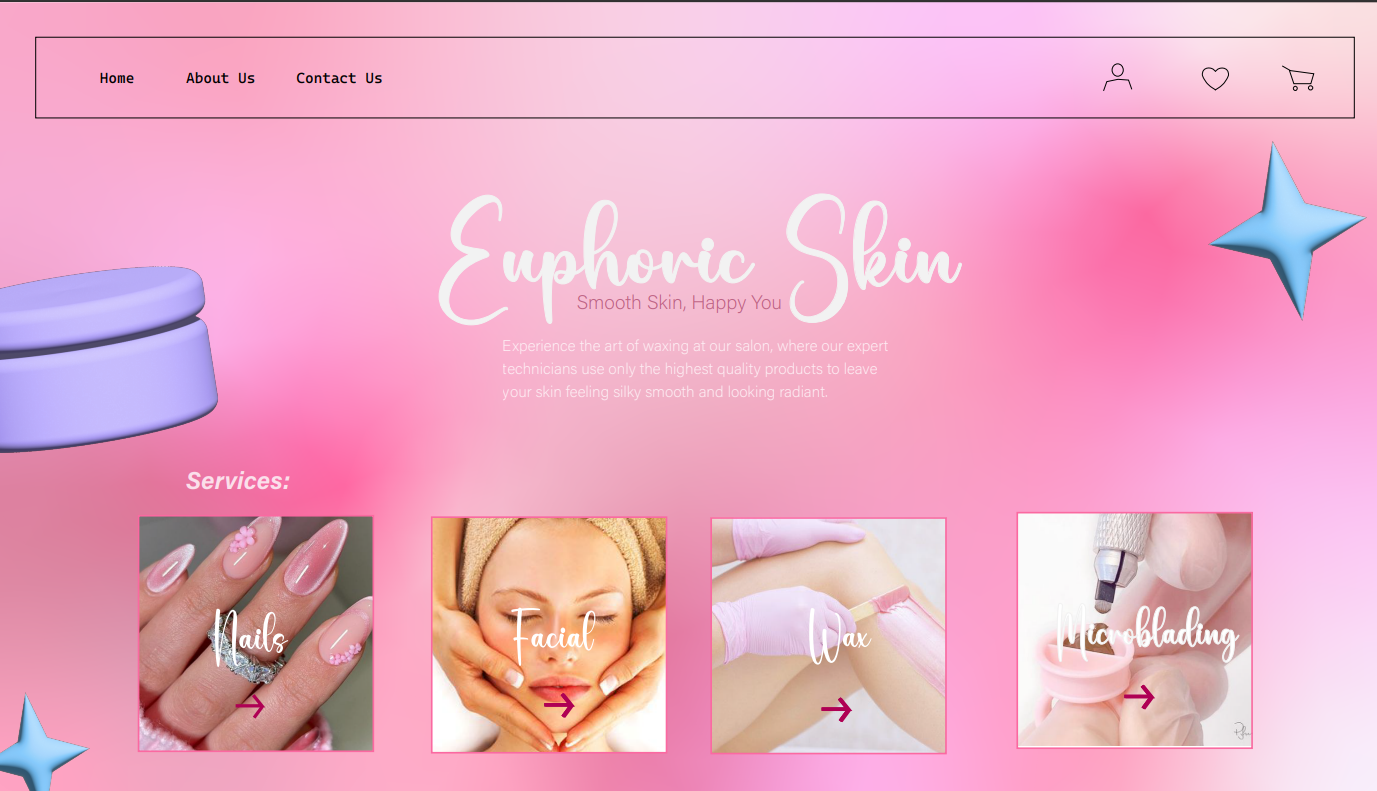 Home About Us Contact Us
Euphoric Skin
Smooth Skin, Happy You
Experience the art of waxing at our salon, where our expert
technicians use only the highest quality products to leave
your skin feeling silky smooth and looking radiant.
Services:
Nails
Facial
Wax
Microblading